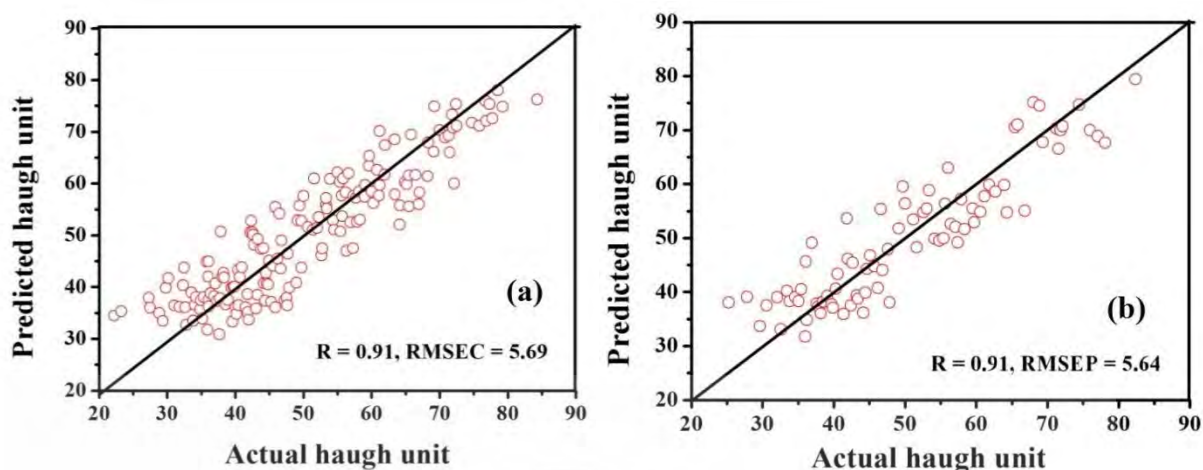 90
80
70
60
50
40
30
20
Predicted haugh unit
(a)
R = 0.91, RMSEC = 5.69
20 30 40 50 60 70 80 90
Actual haugh unit
90
80
70
60
50
40
30
20
Predicted haugh unit
(b)
R = 0.91, RMSEP = 5.64
20 30 40 50 60 70 80 90
Actual haugh unit